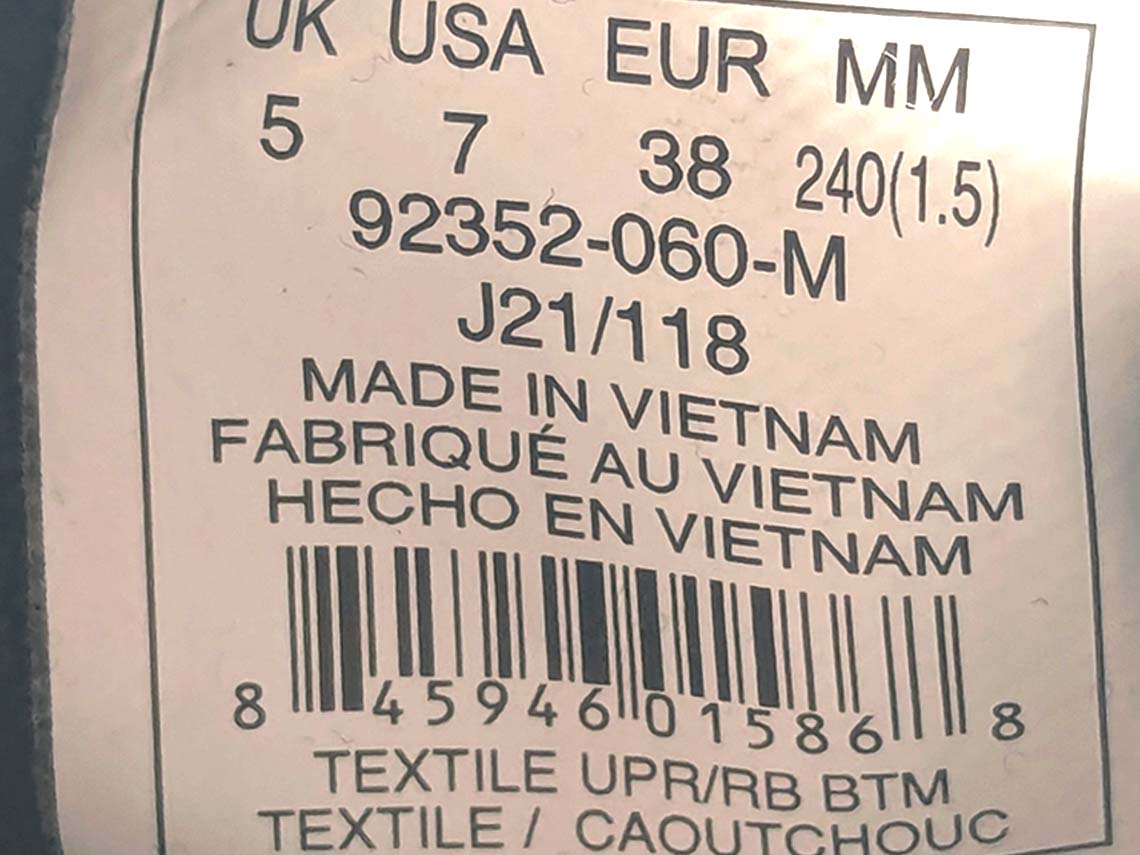 UK USA EUR MM
5 7 38 240(1.5)
92352-060-M
J21/118
MADE IN VIETNAM
FABRIQUÉ AU VIETNAM
HECHO EN VIETNAM
8 45946 01586 8
TEXTILE UPR/RB BTM
TEXTILE / CAOUTCHOUC